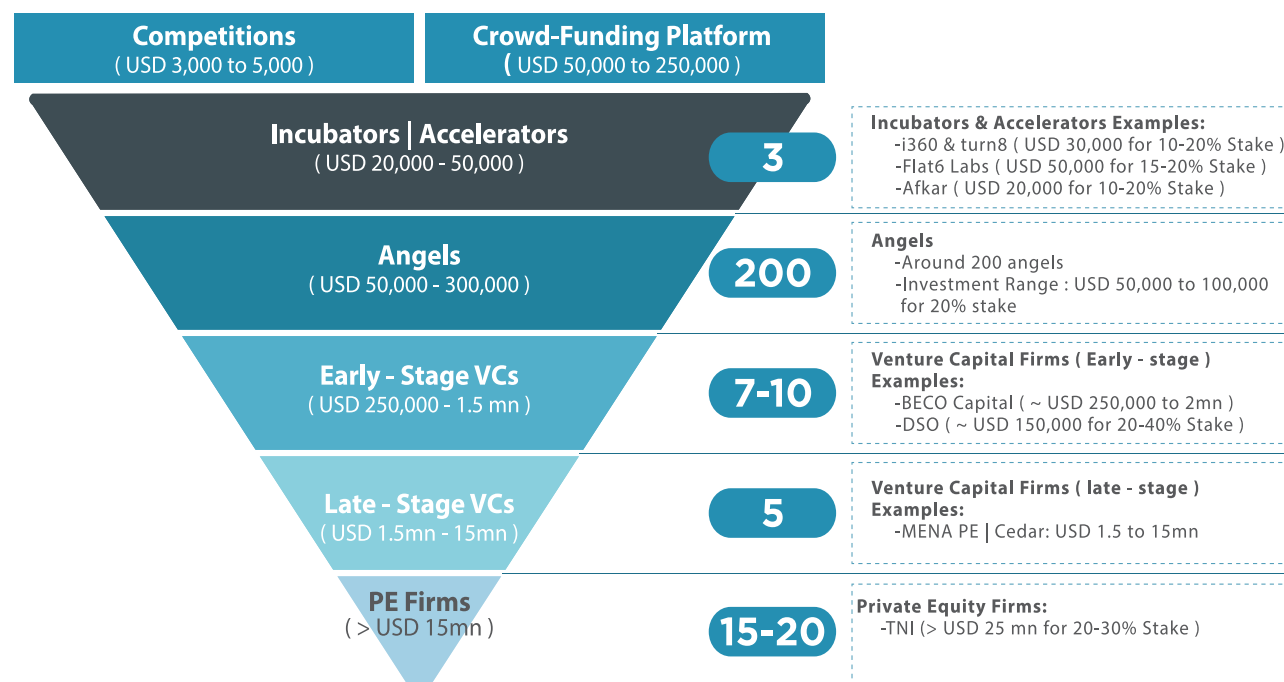 Competitions
( USD 3,000 to 5,000 )
Crowd-Funding Platform
( USD 50,000 to 250,000 )
Incubators | Accelerators
( USD 20,000 - 50,000 )
3
Incubators & Accelerators Examples:
-i360 & turn8 ( USD 30,000 for 10-20% Stake )
-Flat6 Labs ( USD 50,000 for 15-20% Stake )
-Afkar ( USD 20,000 for 10-20% Stake )
Angels
( USD 50,000 - 300,000 )
200
Angels
-Around 200 angels
-Investment Range : USD 50,000 to 100,000
for 20% stake
Early - Stage VCs
( USD 250,000 - 1.5 mn )
7-10
Venture Capital Firms ( Early - stage )
Examples:
-BECO Capital ( ~ USD 250,000 to 2mn )
-DSO ( ~ USD 150,000 for 20-40% Stake )
Late - Stage VCs
( USD 1.5mn - 15mn )
5
Venture Capital Firms ( late - stage )
Examples:
-MENA PE | Cedar: USD 1.5 to 15mn
PE Firms
( > USD 15mn )
15-20
Private Equity Firms:
-TNI (> USD 25 mn for 20-30% Stake )